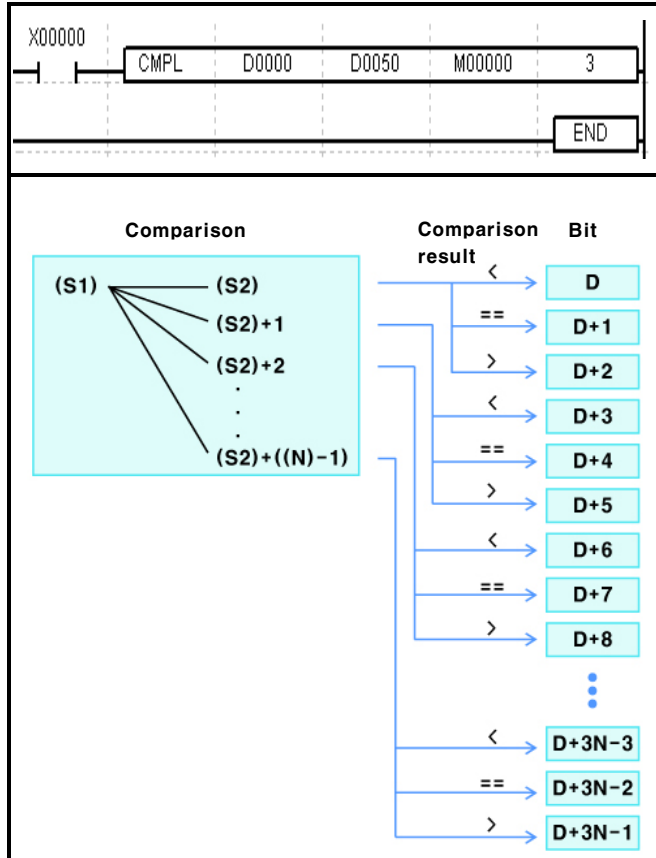 X00000
CMPL D0000 D0050 M00000 3
END
Comparison
Comparison result
Bit
(S1)
(S2)
(S2)+1
(S2)+2
.
.
.
(S2)+((N)-1)
< D
== D+1
> D+2
< D+3
== D+4
> D+5
< D+6
== D+7
> D+8
< D+3N-3
== D+3N-2
> D+3N-1